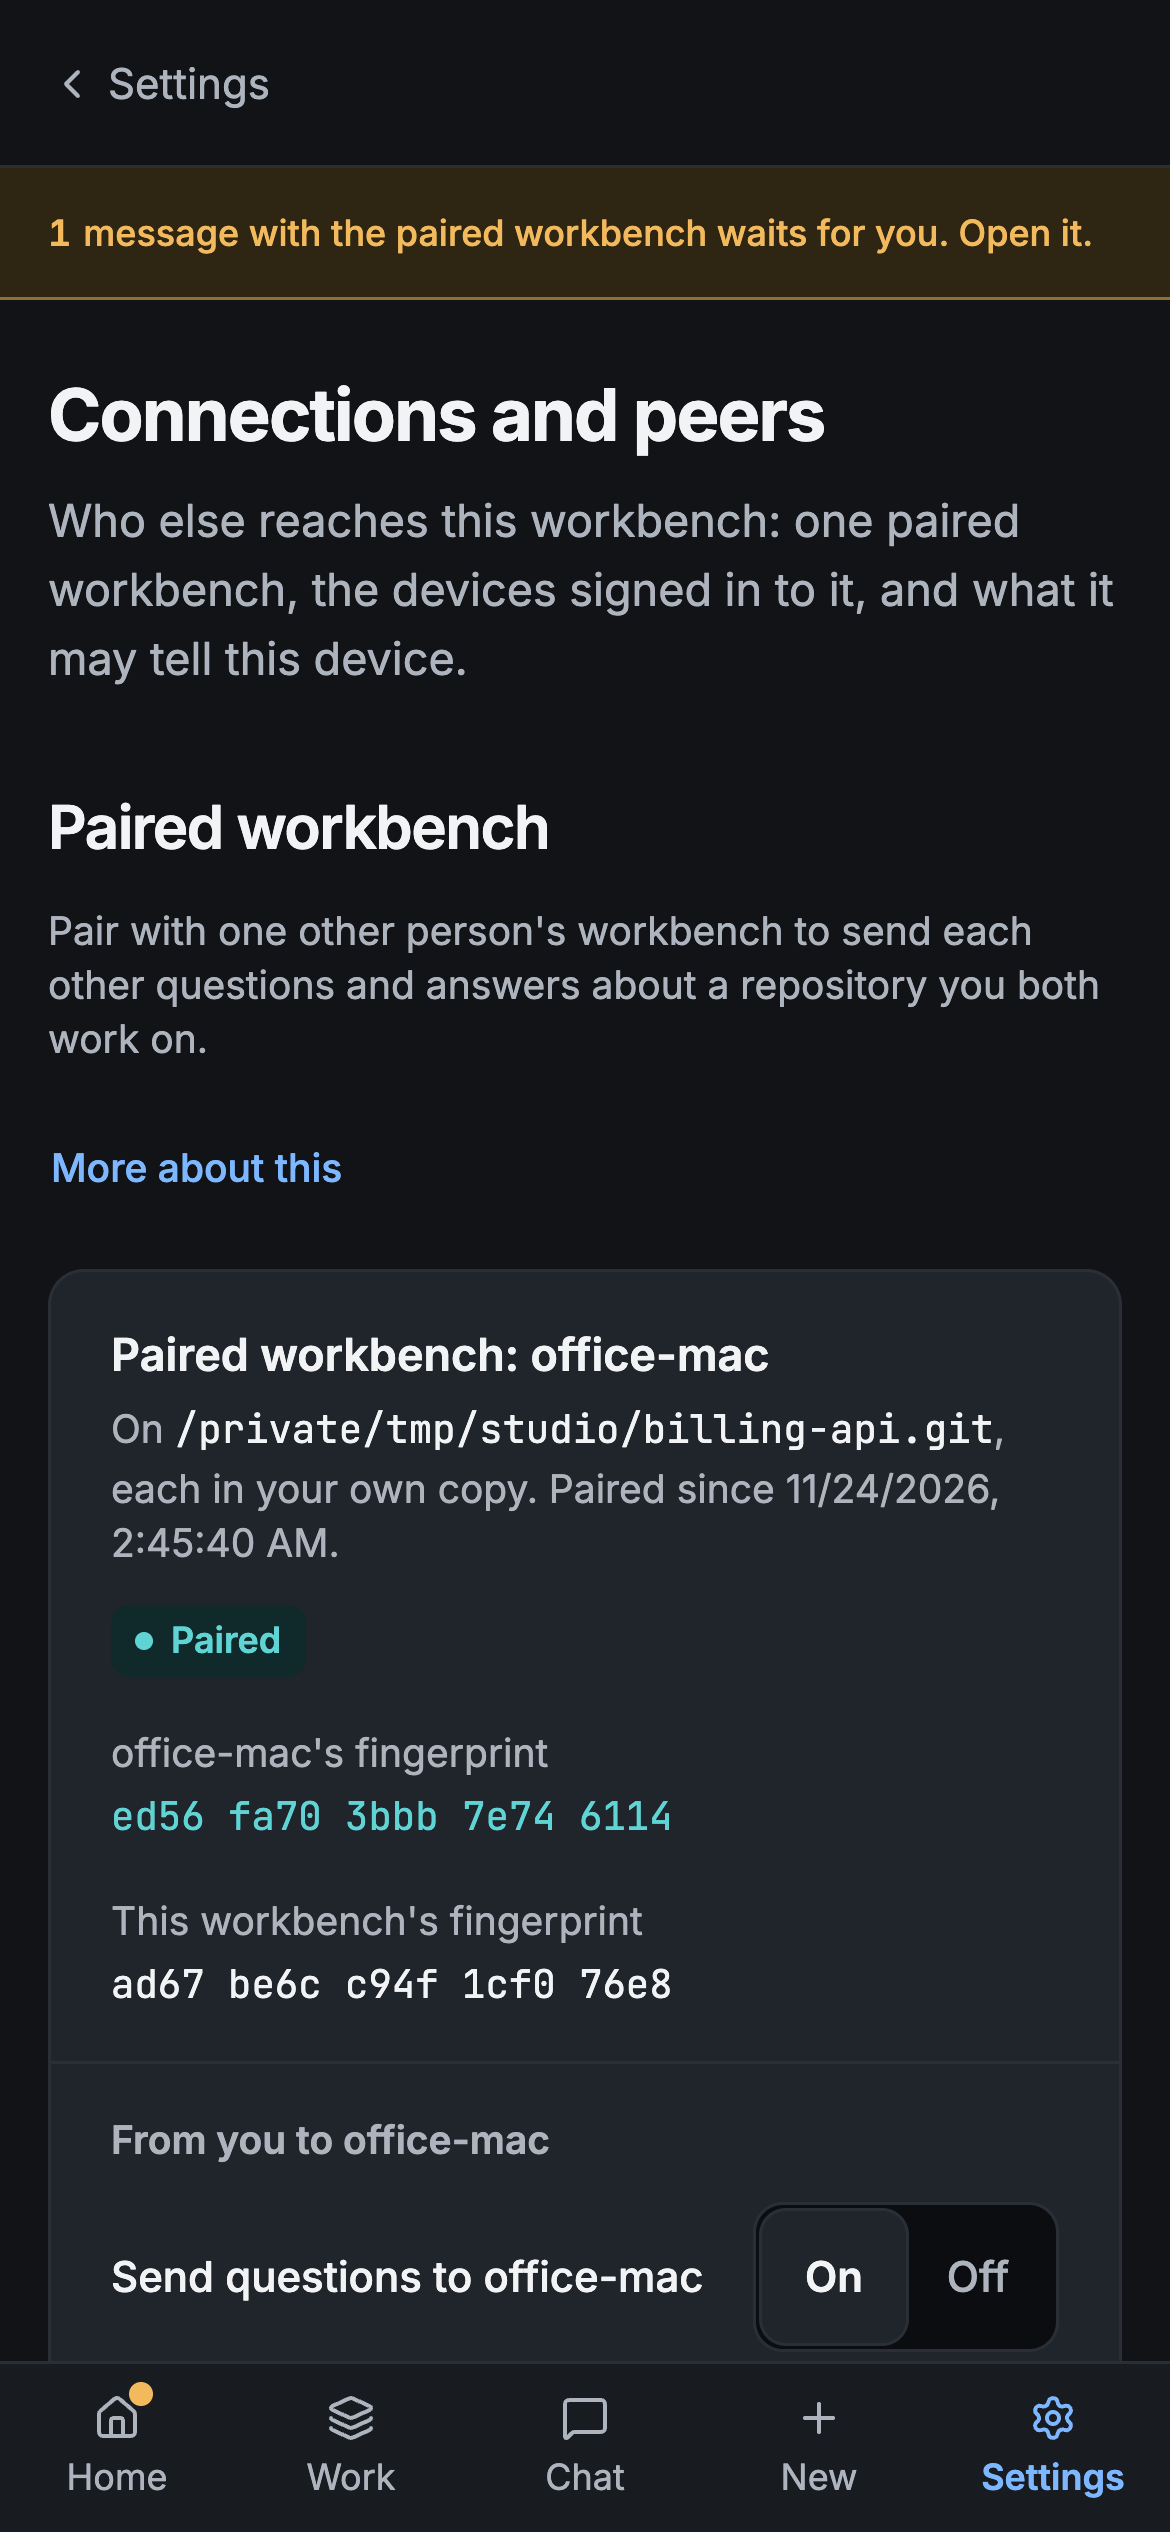 Settings
1 message with the paired workbench waits for you. Open it.
Connections and peers
Who else reaches this workbench: one paired
workbench, the devices signed in to it, and what it
may tell this device.
Paired workbench
Pair with one other person's workbench to send each
other questions and answers about a repository you both
work on.
More about this
Paired workbench: office-mac
On /private/tmp/studio/billing-api.git,
each in your own copy. Paired since 11/24/2026,
2:45:40 AM.
Paired
office-mac's fingerprint
ed56 fa70 3bbb 7e74 6114
This workbench's fingerprint
ad67 be6c c94f 1cf0 76e8
From you to office-mac
Send questions to office-mac On Off
Home Work Chat New Settings